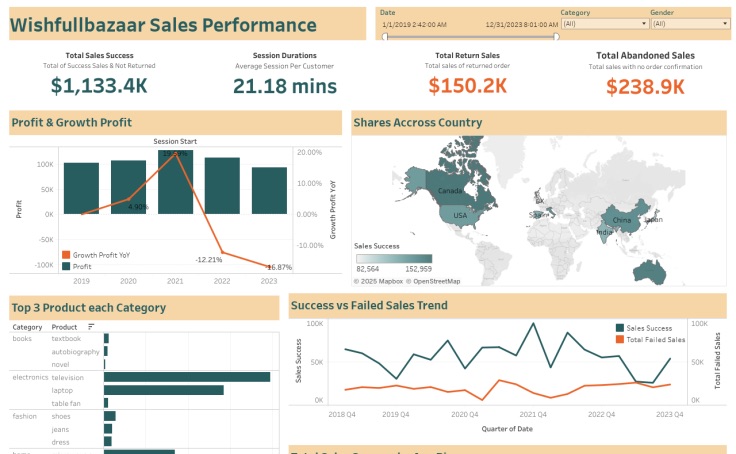 Wishfullbazaar Sales Performance
Date
1/1/2019 2:42:00 AM
12/31/2023 8:01:00 AM
Category
(All)
Gender
(All)
Total Sales Success
Total of Success Sales & Not Returned
$1,133.4K
Session Durations
Average Session Per Customer
21.18 mins
Total Return Sales
Total sales of returned order
$150.2K
Total Abandoned Sales
Total sales with no order confirmation
$238.9K
Profit & Growth Profit
Session Start
100K
50K
0K
-50K
-100K
Profit
20.00%
10.00%
0.00%
-10.00%
Growth Profit YoY
4.90%
-12.21%
16.87%
Growth Profit YoY
Profit
2019
2020
2021
2022
2023
Shares Accross Country
Canada
USA
UK
Spain
China
Japan
India
Sales Success
82,564
152,959
© 2025 Mapbox © OpenStreetMap
Top 3 Product each Category
Category
Product
books
textbook
autobiography
novel
electronics
television
laptop
table fan
fashion
shoes
jeans
dress
Success vs Failed Sales Trend
100K
50K
0K
Sales Success
Sales Success
Total Failed Sales
100K
50K
0K
Total Failed Sales
2018 Q4
2019 Q4
2020 Q4
2021 Q4
2022 Q4
2023 Q4
Quarter of Date